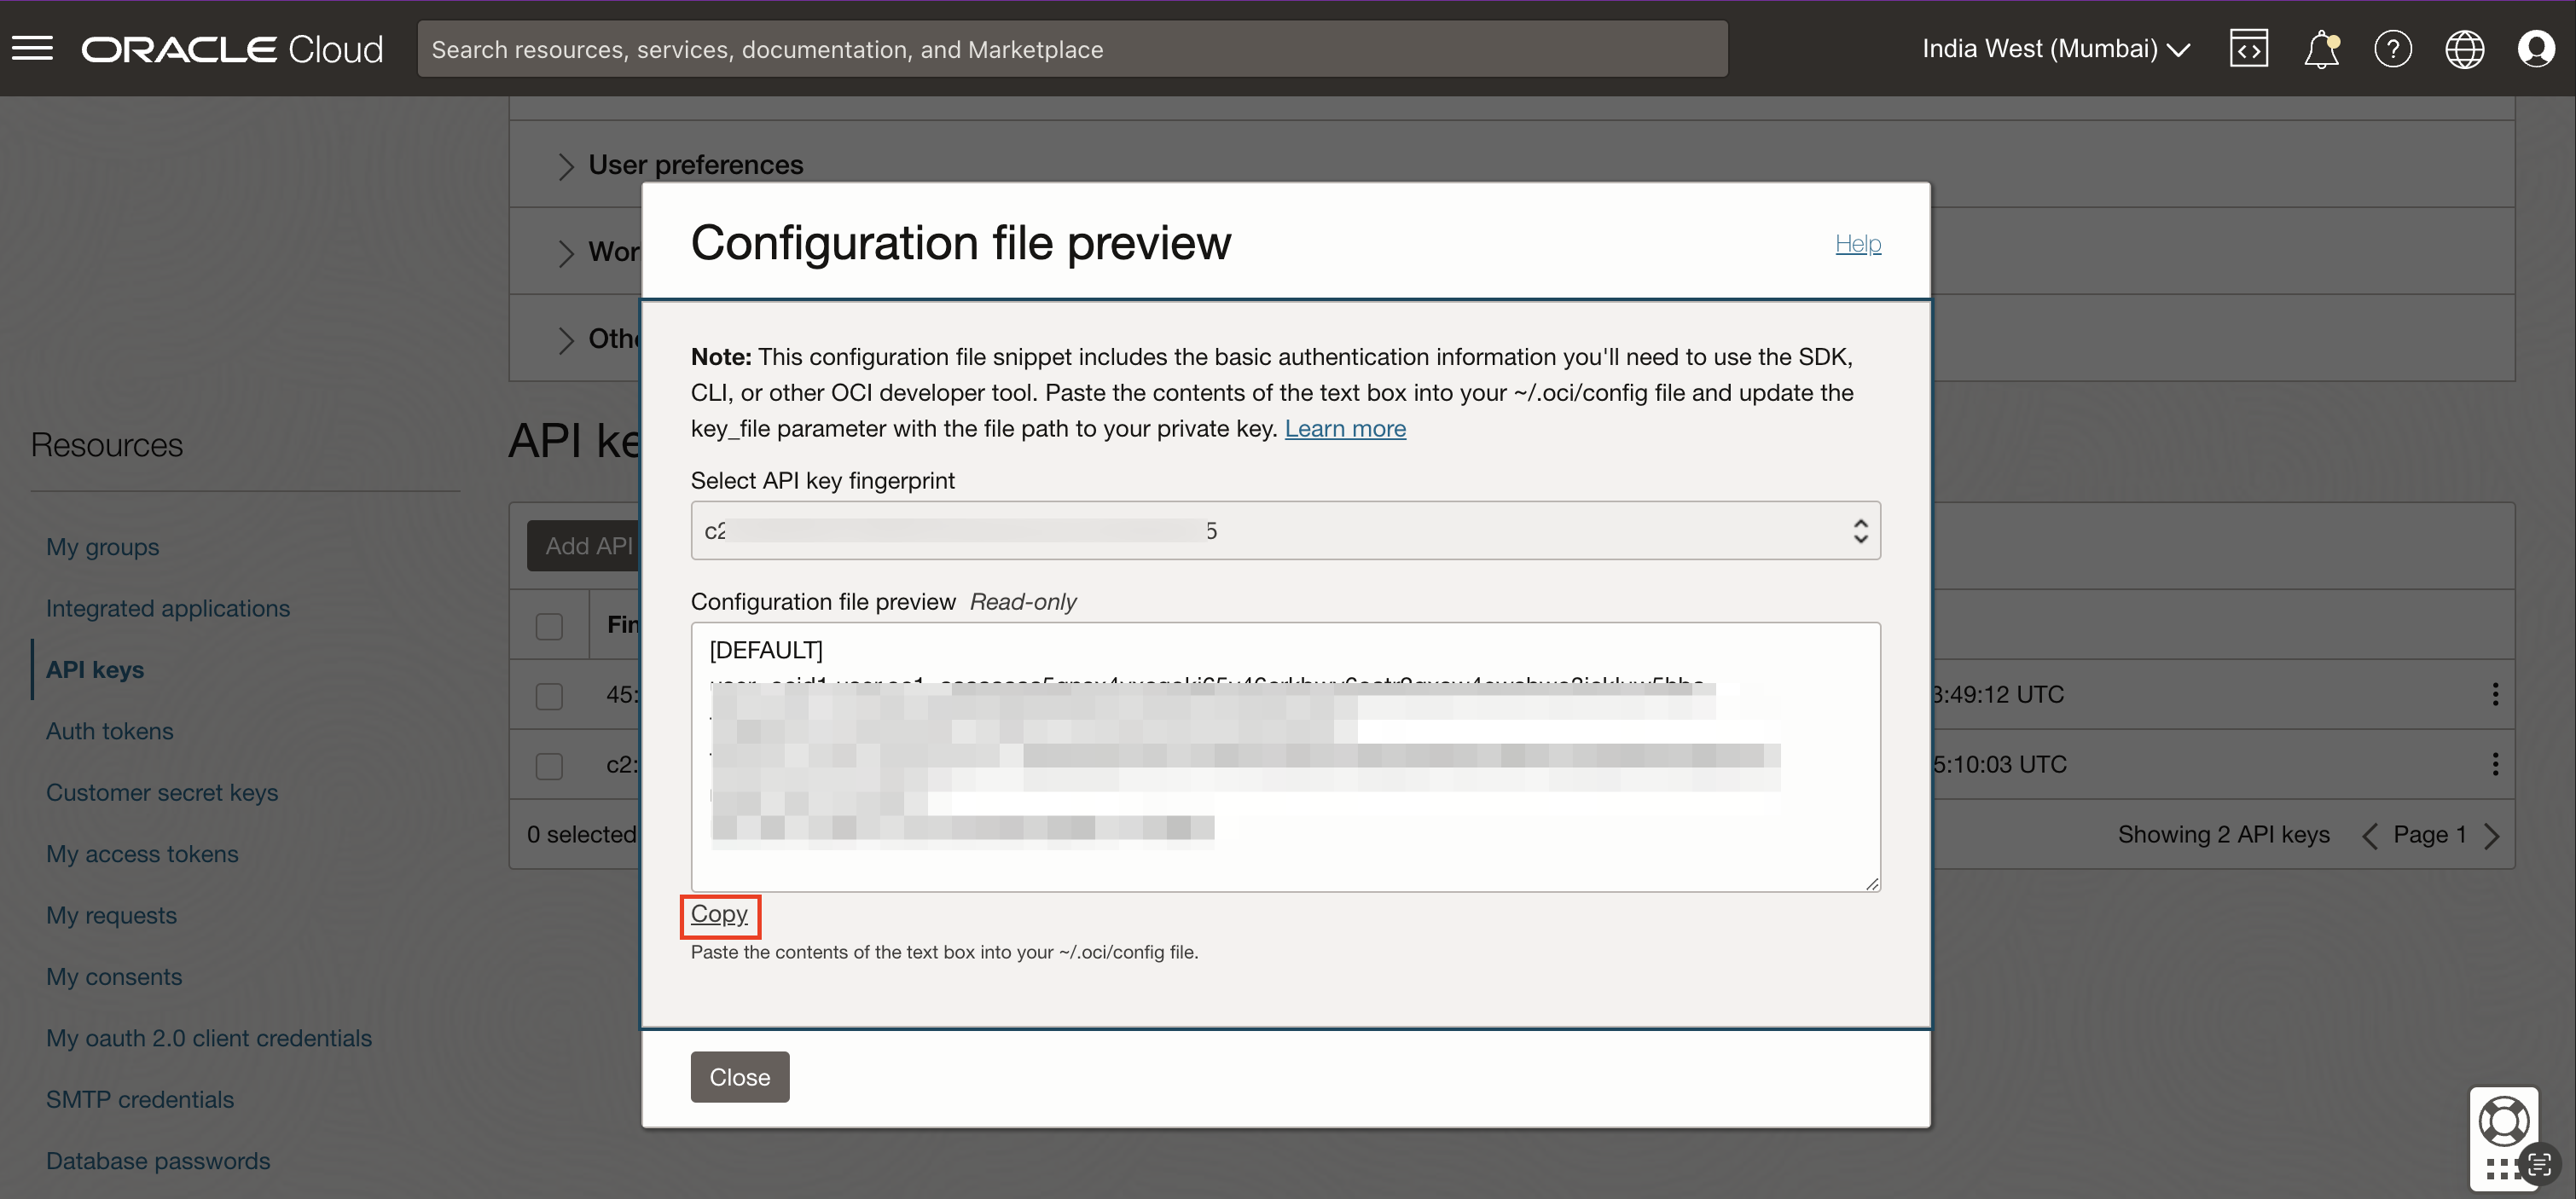 ORACLE Cloud
Search resources, services, documentation, and Marketplace
India West (Mumbai)
User preferences
Configuration file preview
Help
Note: This configuration file snippet includes the basic authentication information you'll need to use the SDK,
CLI, or other OCI developer tool. Paste the contents of the text box into your ~/.oci/config file and update the
key_file parameter with the file path to your private key. Learn more
Select API key fingerprint
c2 5
Configuration file preview Read-only
[DEFAULT]
Copy
Paste the contents of the text box into your ~/.oci/config file.
Close
Wor
Oth
Resources
My groups
Integrated applications
API keys
Auth tokens
Customer secret keys
My access tokens
My requests
My consents
My oauth 2.0 client credentials
SMTP credentials
Database passwords
API ke
Add API
Fin
45: 3:49:12 UTC
c2: 5:10:03 UTC
0 selected
Showing 2 API keys
Page 1